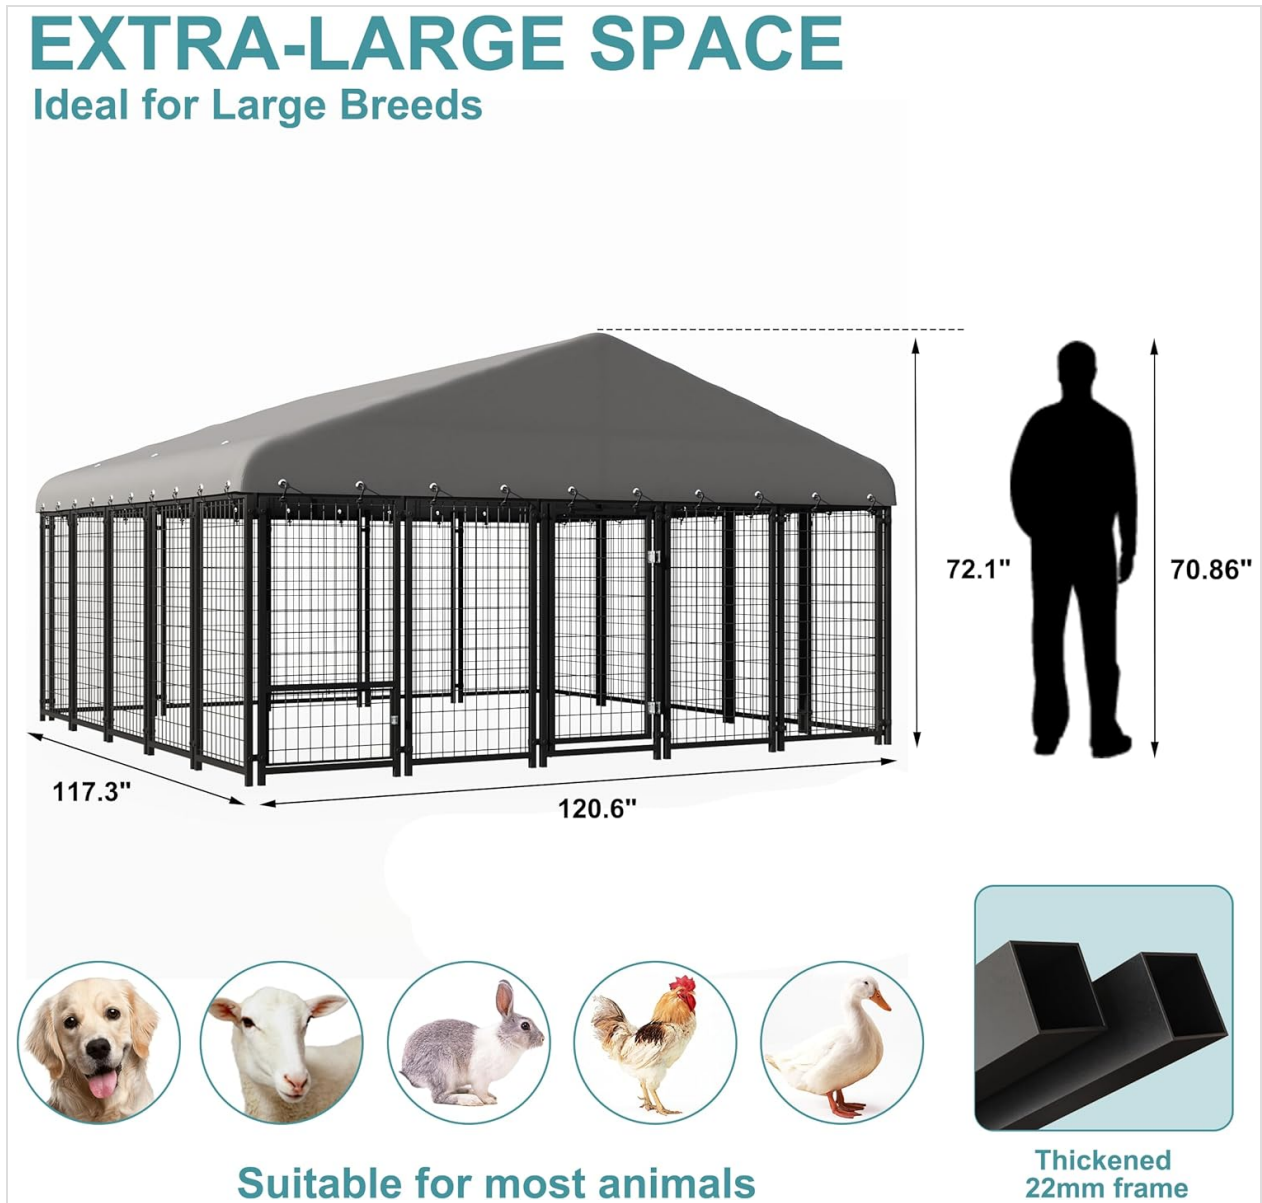 EXTRA-LARGE SPACE
Ideal for Large Breeds
72.1"
70.86"
117.3"
120.6"
Suitable for most animals
Thickened
22mm frame